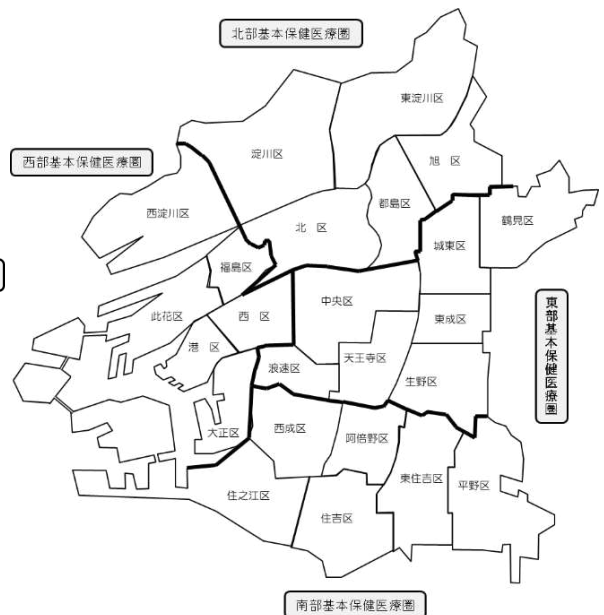 北部基本保健医療圏
東淀川区
淀川区
旭 区
西部基本保健医療圏
西淀川区
都島区
鶴見区
北 区
城東区
福島区
中央区
此花区
西 区
東成区
港 区
天王寺区
浪速区
生野区
東部基本保健医療圏
大正区
西成区
阿倍野区
東住吉区
平野区
住之江区
住吉区
南部基本保健医療圏